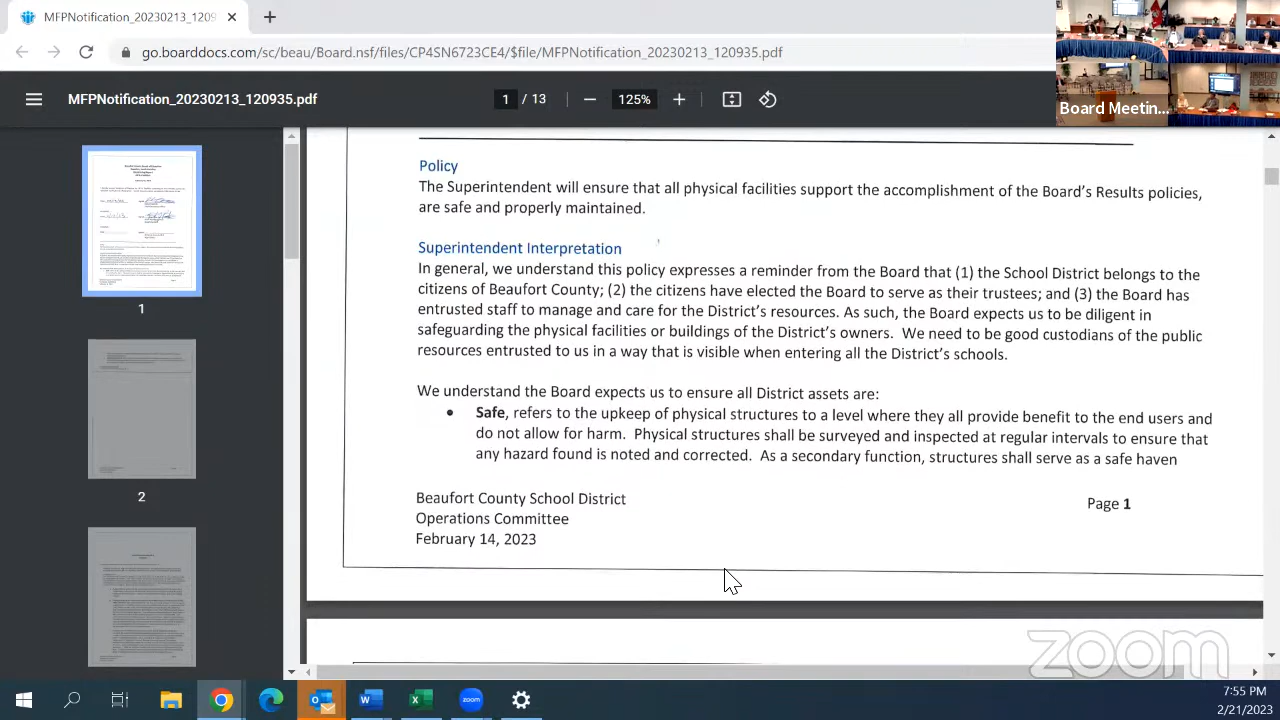 MFPNotification_20230213_1209
go.boarddocs.com/sc/beau/Board.nsf/files/
/MFPNotification_20230213_120935.pdf
Board Meetin...
MFPNotification_20230213_120935.pdf
/ 13
125%
Policy
The Superintendent will ensure that all physical facilities support the accomplishment of the Board's Results policies,
are safe and properly maintained.
Superintendent Interpretation
In general, we understand this policy expresses a reminder from the Board that (1) the School District belongs to the
citizens of Beaufort County; (2) the citizens have elected the Board to serve as their trustees; and (3) the Board has
entrusted staff to manage and care for the District's resources. As such, the Board expects us to be diligent in
safeguarding the physical facilities or buildings of the District's owners. We need to be good custodians of the public
resources entrusted to us in a way that is visible when entering all the District's schools.
We understand the Board expects us to ensure all District assets are:
• Safe, refers to the upkeep of physical structures to a level where they all provide benefit to the end users and
do not allow for harm. Physical structures shall be surveyed and inspected at regular intervals to ensure that
any hazard found is noted and corrected. As a secondary function, structures shall serve as a safe haven
Beaufort County School District
Operations Committee
February 14, 2023
Page 1
1
2
zoom
zoom
7:55 PM
2/21/2023